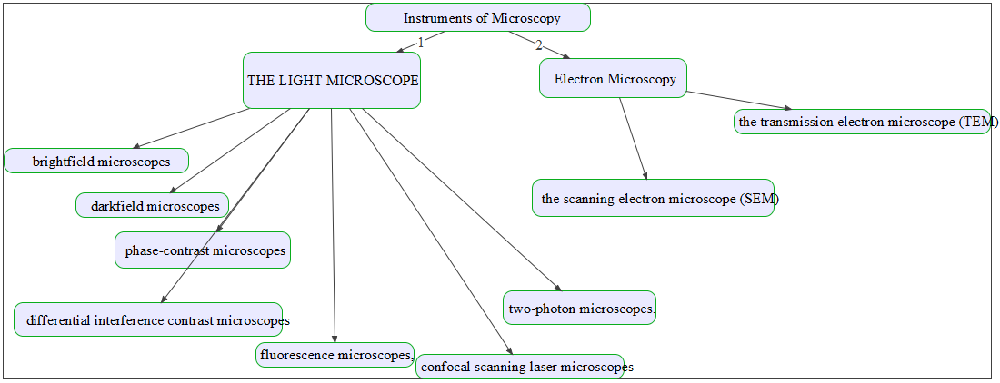 Instruments of Microscopy
1
2
THE LIGHT MICROSCOPE
Electron Microscopy
the transmission electron microscope (TEM)
brightfield microscopes
the scanning electron microscope (SEM)
darkfield microscopes
phase-contrast microscopes
two-photon microscopes.
differential interference contrast microscopes
fluorescence microscopes,
confocal scanning laser microscopes